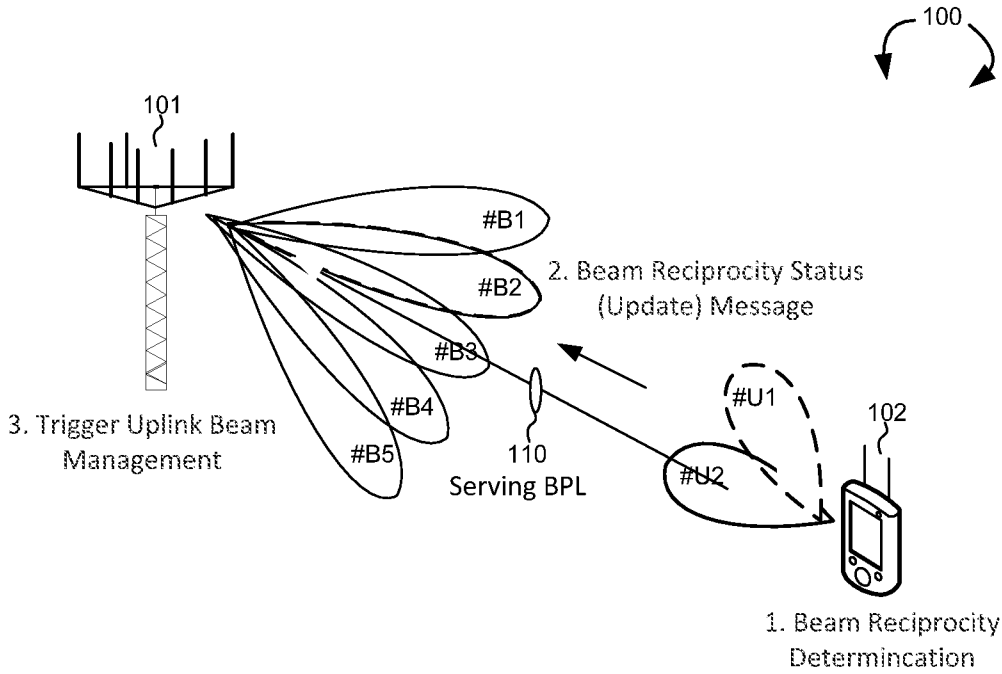 100
101
#B1
#B2
2. Beam Reciprocity Status
(Update) Message
#B3
#U1
#B4
102
3. Trigger Uplink Beam
Management
#B5
110
Serving BPL
#U2
1. Beam Reciprocity
Determincation